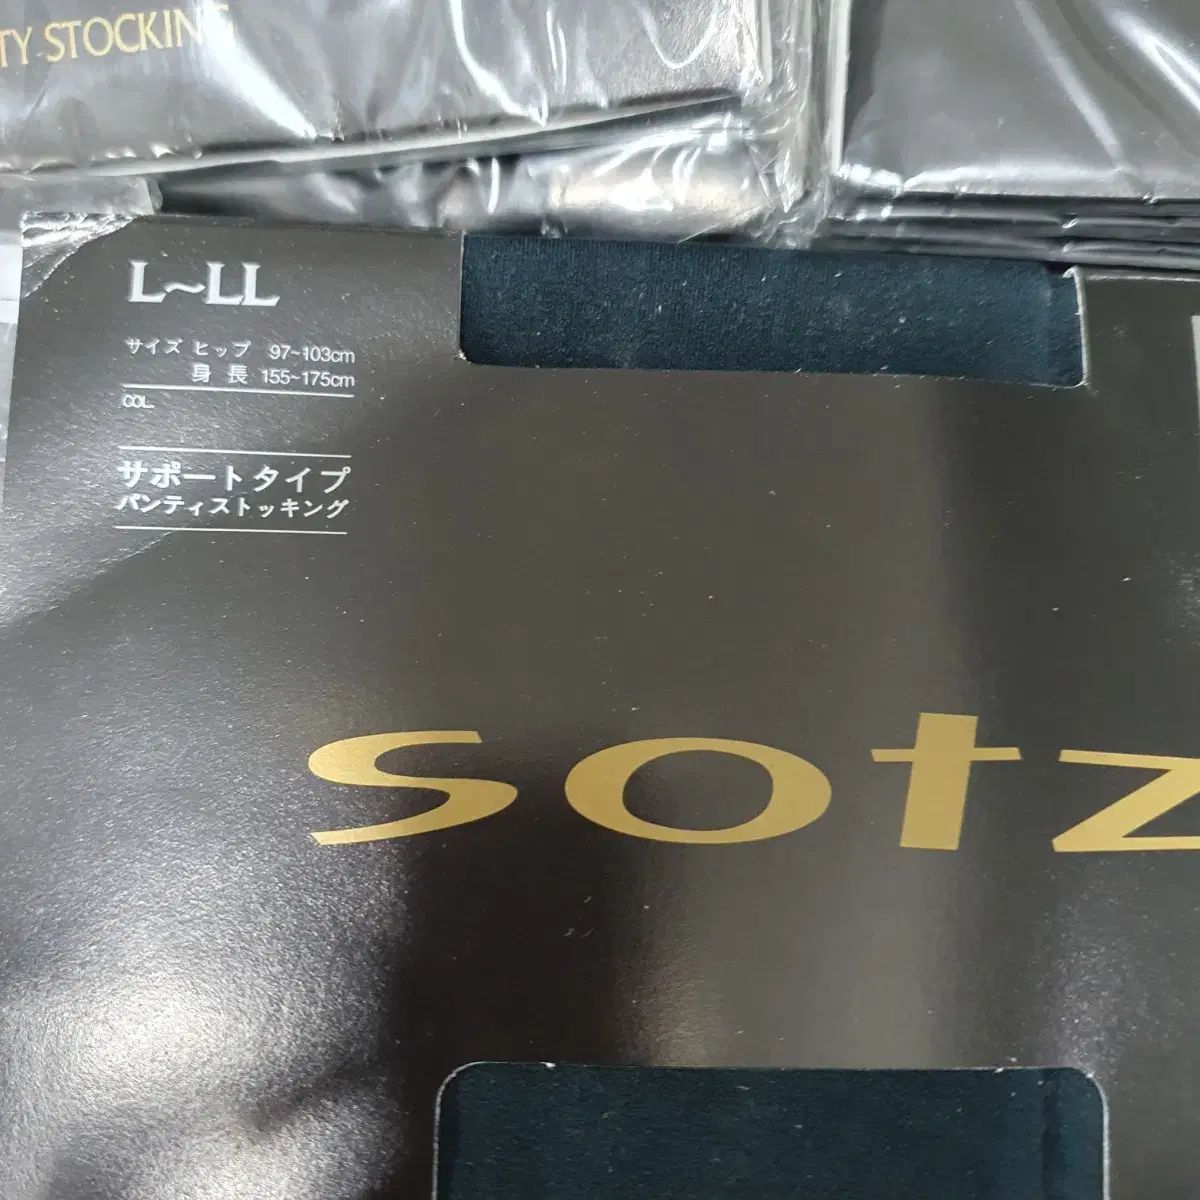 TY STOCKING
L~LL
サイズ ヒップ 97~103cm
身 長 155~175cm
COL.
サポートタイプ
パンティストッキング
sotz